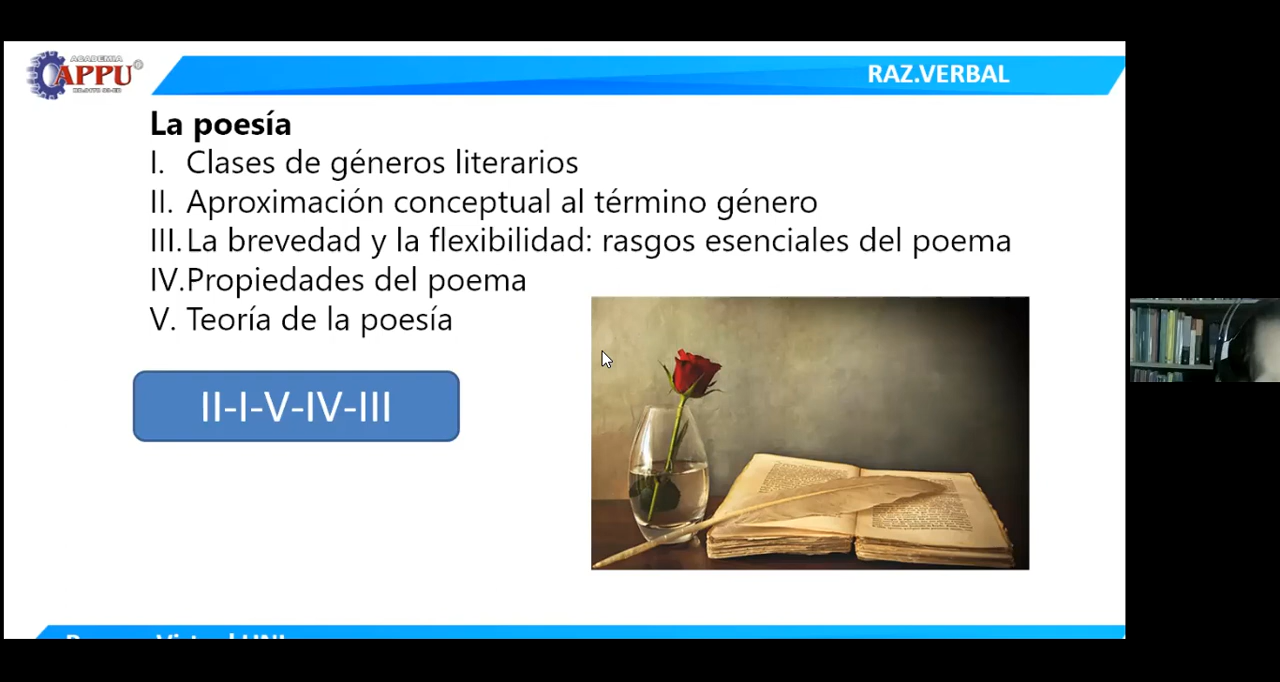 ACADEMIA
APPU
RAZ.VERBAL
La poesía
I. Clases de géneros literarios
II. Aproximación conceptual al término género
III. La brevedad y la flexibilidad: rasgos esenciales del poema
IV. Propiedades del poema
V. Teoría de la poesía
II-I-V-IV-III